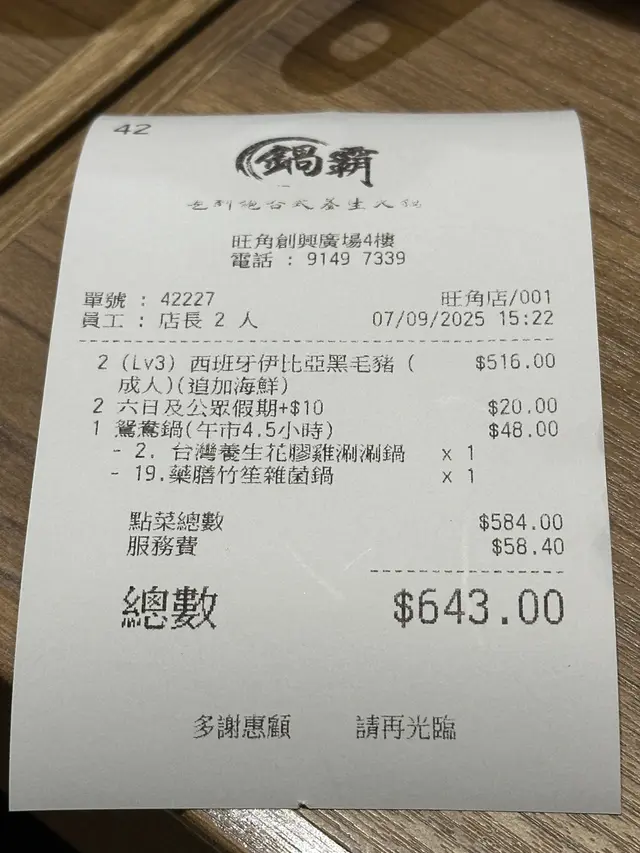 42
鍋霸
旺角創興廣場4樓
電話 : 9149 7339
單號 : 42227 旺角店/001
員工 : 店長 2 人 07/09/2025 15:22
2 (Lv3) 西班牙伊比亞黑毛豬 ( $516.00
成人)(追加海鮮)
2 六日及公眾假期+$10 $20.00
1 鴛鴦鍋(午市4.5小時) $48.00
- 2. 台灣養生花膠雞涮涮鍋 x 1
- 19.藥膳竹笙雜菌鍋 x 1
點菜總數 $584.00
服務費 $58.40
總數 $643.00
多謝惠顧 請再光臨